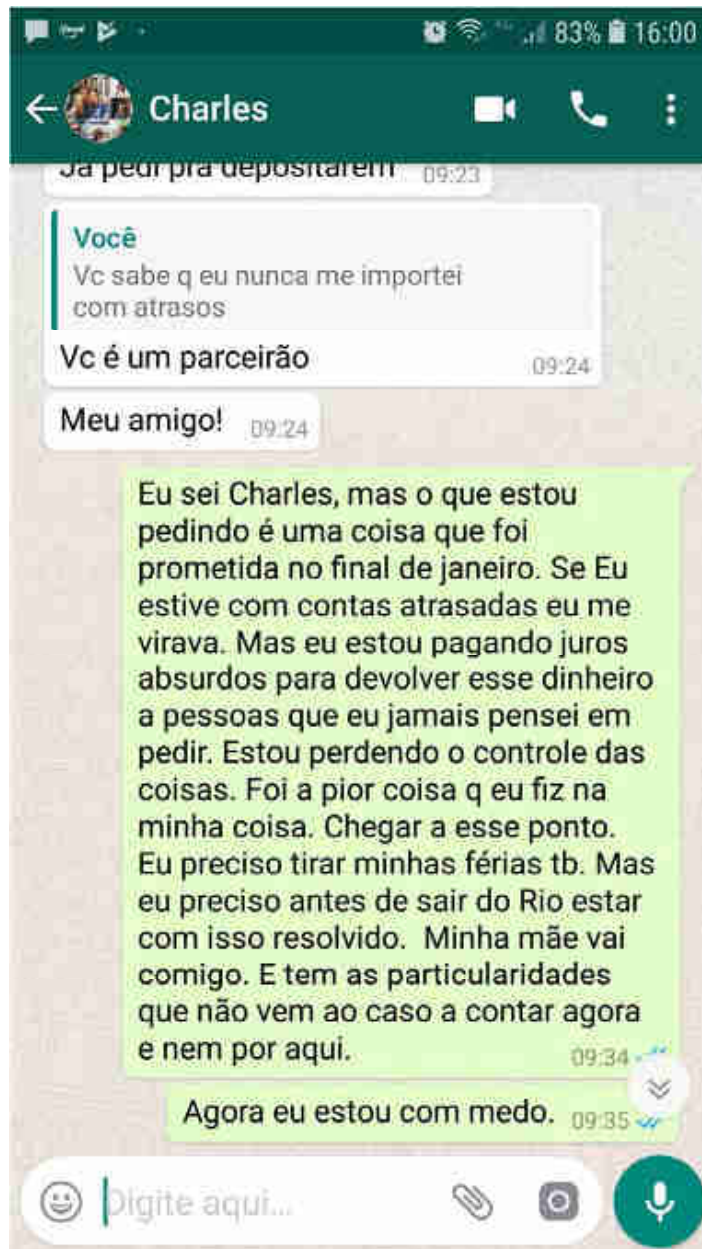 83% 16:00
Charles
Já pedi pra depositarem 09:23
Você
Vc sabe q eu nunca me importei
com atrasos
Vc é um parceirão 09:24
Meu amigo! 09:24
Eu sei Charles, mas o que estou
pedindo é uma coisa que foi
prometida no final de janeiro. Se Eu
estive com contas atrasadas eu me
virava. Mas eu estou pagando juros
absurdos para devolver esse dinheiro
a pessoas que eu jamais pensei em
pedir. Estou perdendo o controle das
coisas. Foi a pior coisa q eu fiz na
minha coisa. Chegar a esse ponto.
Eu preciso tirar minhas férias tb. Mas
eu preciso antes de sair do Rio estar
com isso resolvido. Minha mãe vai
comigo. E tem as particularidades
que não vem ao caso a contar agora
e nem por aqui. 09:34
Agora eu estou com medo. 09:35
Digite aqui...